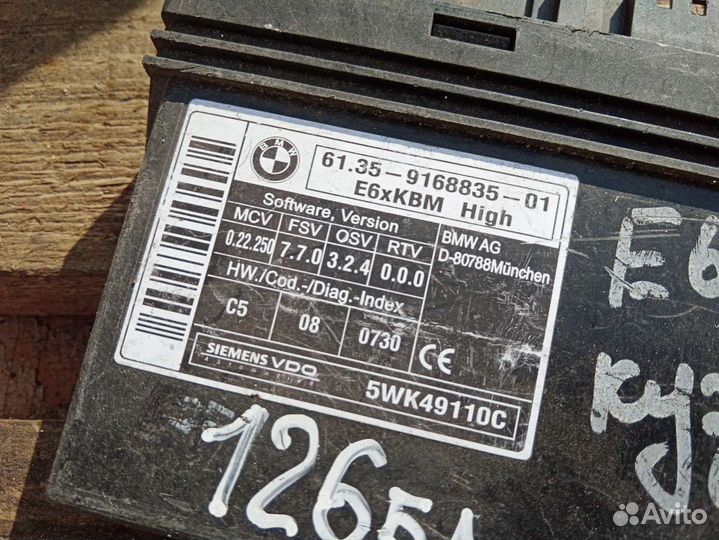 BMW
61.35-9168835-01
E6xKBM High
Software, Version
MCV FSV OSV RTV
0.22.250 7.7.0 3.2.4 0.0.0
BMW AG
D-80788München
HW./Cod.-/Diag.-Index
C5 08 0730 CE
SIEMENS VDO
5WK49110C
E6
1265
Avito